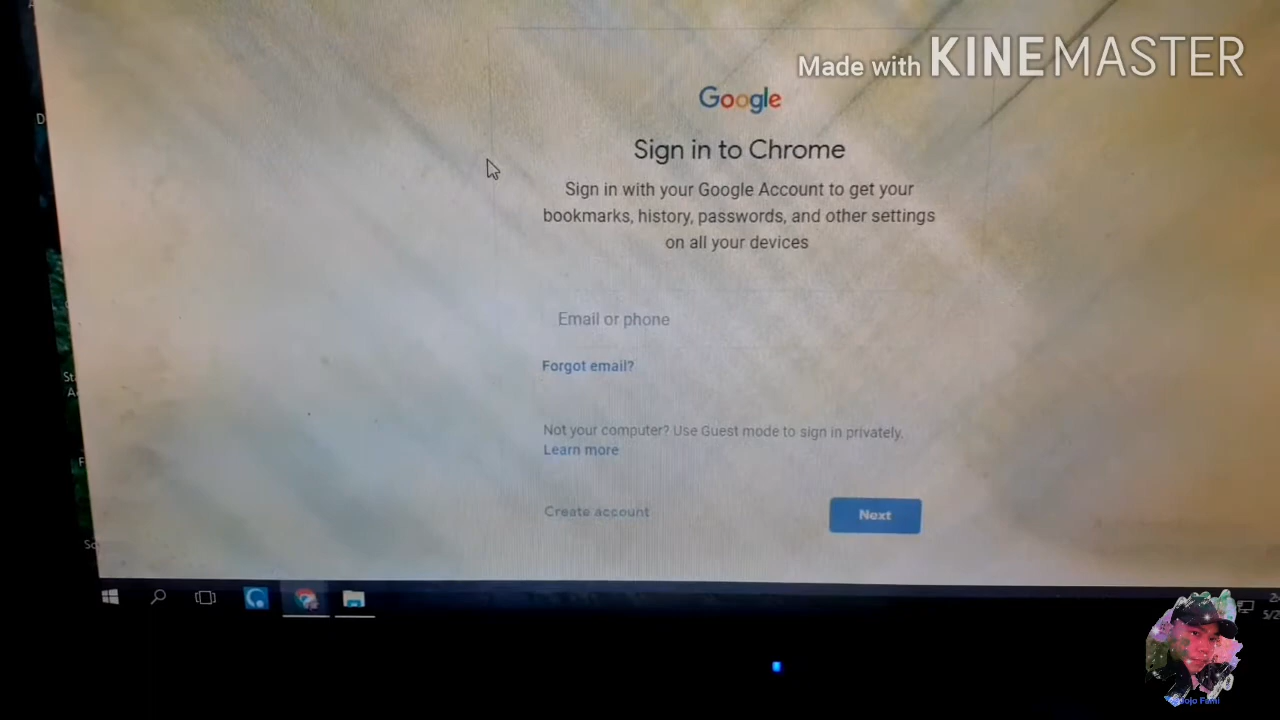 Made with KINEMASTER
Google
Sign in to Chrome
Sign in with your Google Account to get your
bookmarks, history, passwords, and other settings
on all your devices
Email or phone
Forgot email?
Not your computer? Use Guest mode to sign in privately.
Learn more
Create account
Next